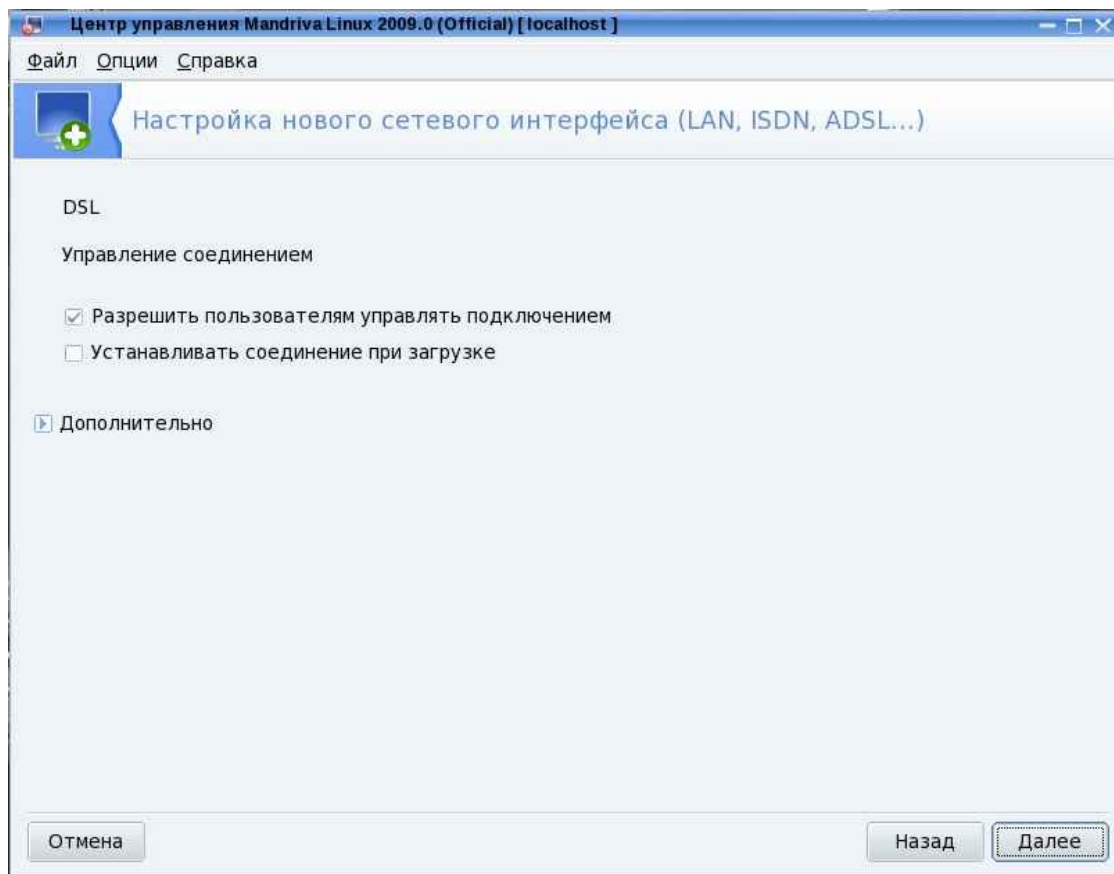 Центр управления Mandriva Linux 2009.0 (Official) [ localhost ]
Файл Опции Справка
Настройка нового сетевого интерфейса (LAN, ISDN, ADSL...)
DSL
Управление соединением
Разрешить пользователям управлять подключением
Устанавливать соединение при загрузке
Дополнительно
Отмена Назад Далее